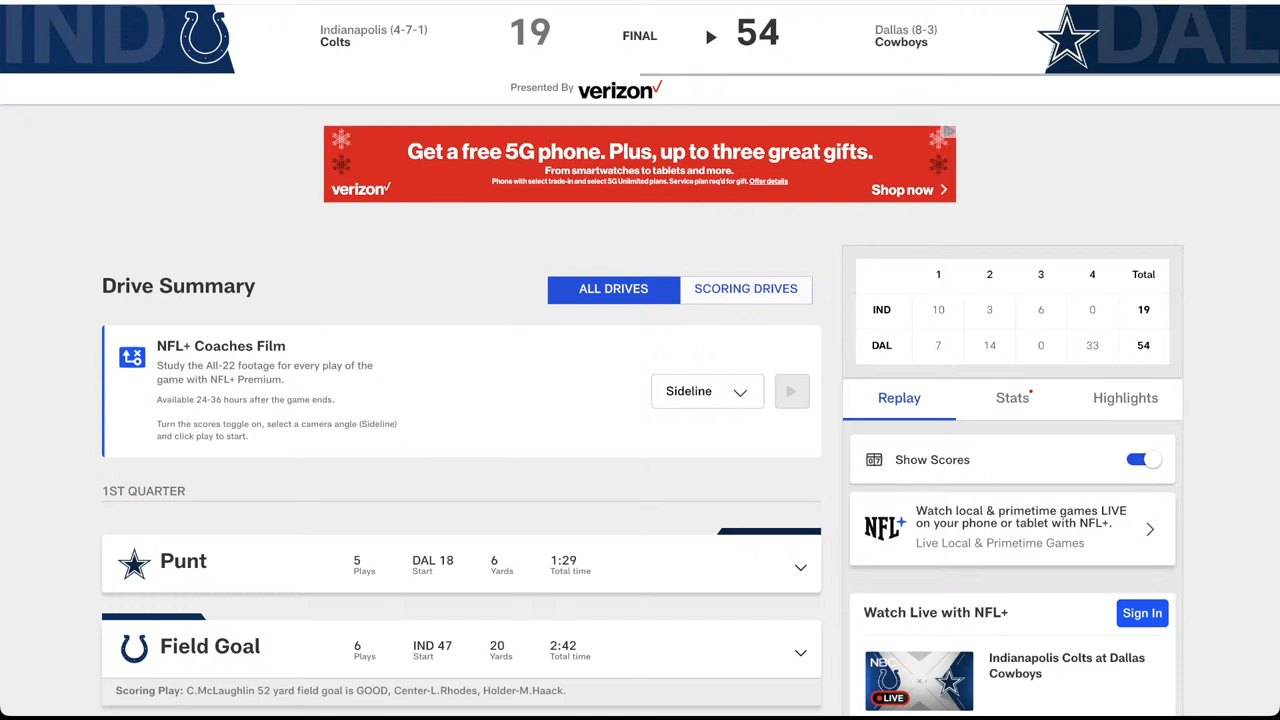 IND
Indianapolis (4-7-1)
Colts
19
FINAL
54
Dallas (8-3)
Cowboys
DAL
Presented By verizon
Get a free 5G phone. Plus, up to three great gifts.
From smartwatches to tablets and more.
Phone with select trade-in and select 5G Unlimited plans. Service plan req'd for gift. Offer details
verizon
Shop now
Drive Summary
ALL DRIVES
SCORING DRIVES
NFL+ Coaches Film
Study the All-22 footage for every play of the
game with NFL+ Premium.
Available 24-36 hours after the game ends.
Turn the scores toggle on, select a camera angle (Sideline)
and click play to start.
Sideline
1ST QUARTER
Punt
5 DAL 18 6 1:29
Plays Start Yards Total time
Field Goal
6 IND 47 20 2:42
Plays Start Yards Total time
Scoring Play: C.McLaughlin 52 yard field goal is GOOD, Center-L.Rhodes, Holder-M.Haack.
1 2 3 4 Total
IND 10 3 6 0 19
DAL 7 14 0 33 54
Replay Stats Highlights
Show Scores
NFL+
Watch local & primetime games LIVE
on your phone or tablet with NFL+.
Live Local & Primetime Games
Watch Live with NFL+
Sign In
NBC
LIVE
Indianapolis Colts at Dallas
Cowboys